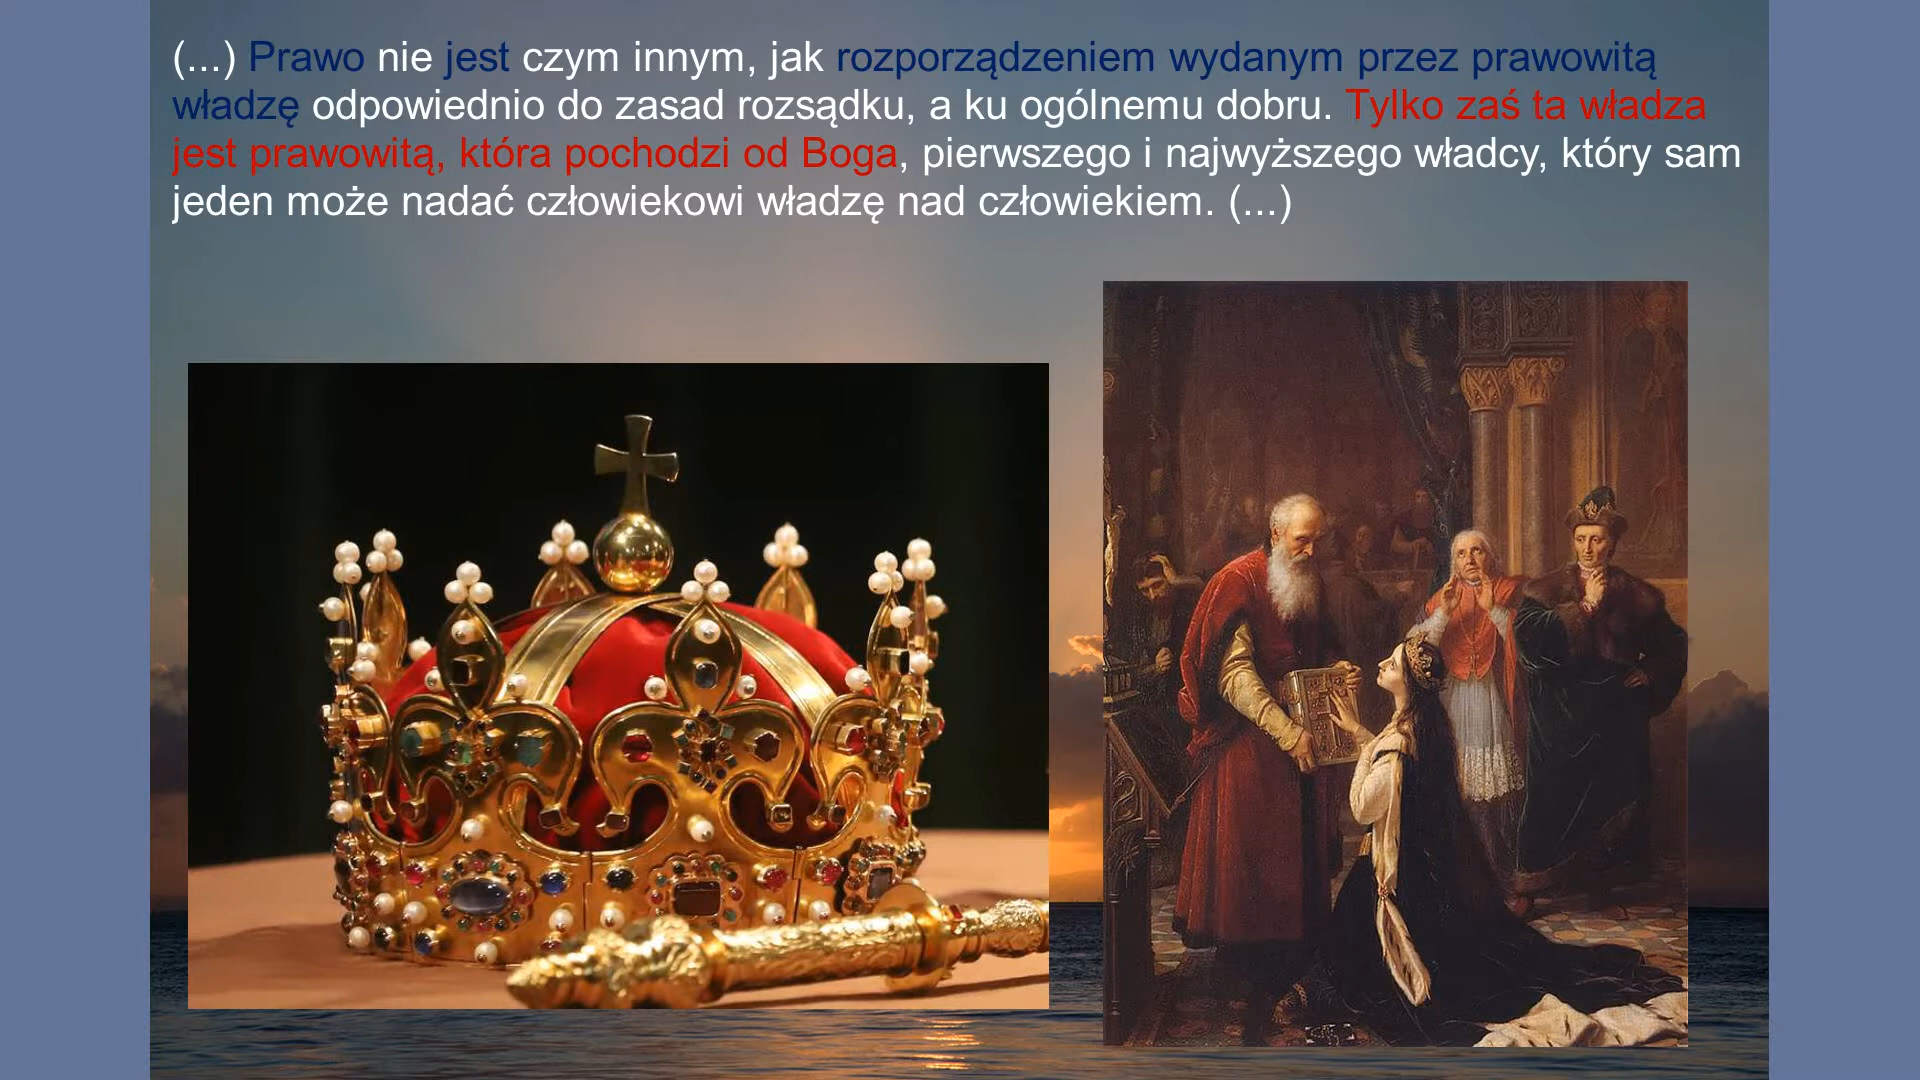 (...) Prawo nie jest czym innym, jak rozporządzeniem wydanym przez prawowitą
władzę odpowiednio do zasad rozsądku, a ku ogólnemu dobru. Tylko zaś ta władza
jest prawowitą, która pochodzi od Boga, pierwszego i najwyższego władcy, który sam
jeden może nadać człowiekowi władzę nad człowiekiem. (...)